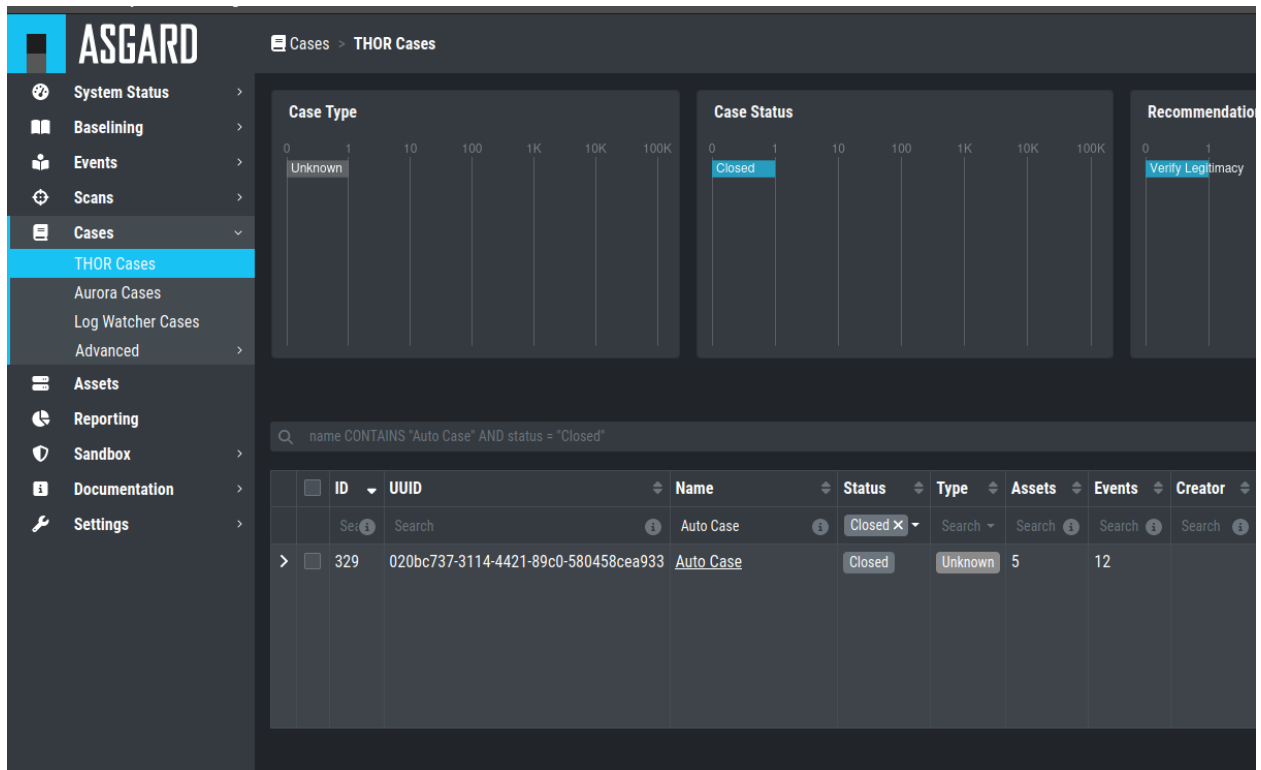 ASGARD
Cases > THOR Cases
System Status
Baselining
Events
Scans
Cases
THOR Cases
Aurora Cases
Log Watcher Cases
Advanced
Assets
Reporting
Sandbox
Documentation
Settings
Case Type
0 1 10 100 1K 10K 100K
Unknown
Case Status
0 1 10 100 1K 10K 100K
Closed
Recommendatio
0 1
Verify Legitimacy
name CONTAINS "Auto Case" AND status = "Closed"
ID UUID Name Status Type Assets Events Creator
Sea Search Auto Case Closed × Search Search Search Search
329 020bc737-3114-4421-89c0-580458cea933 Auto Case Closed Unknown 5 12